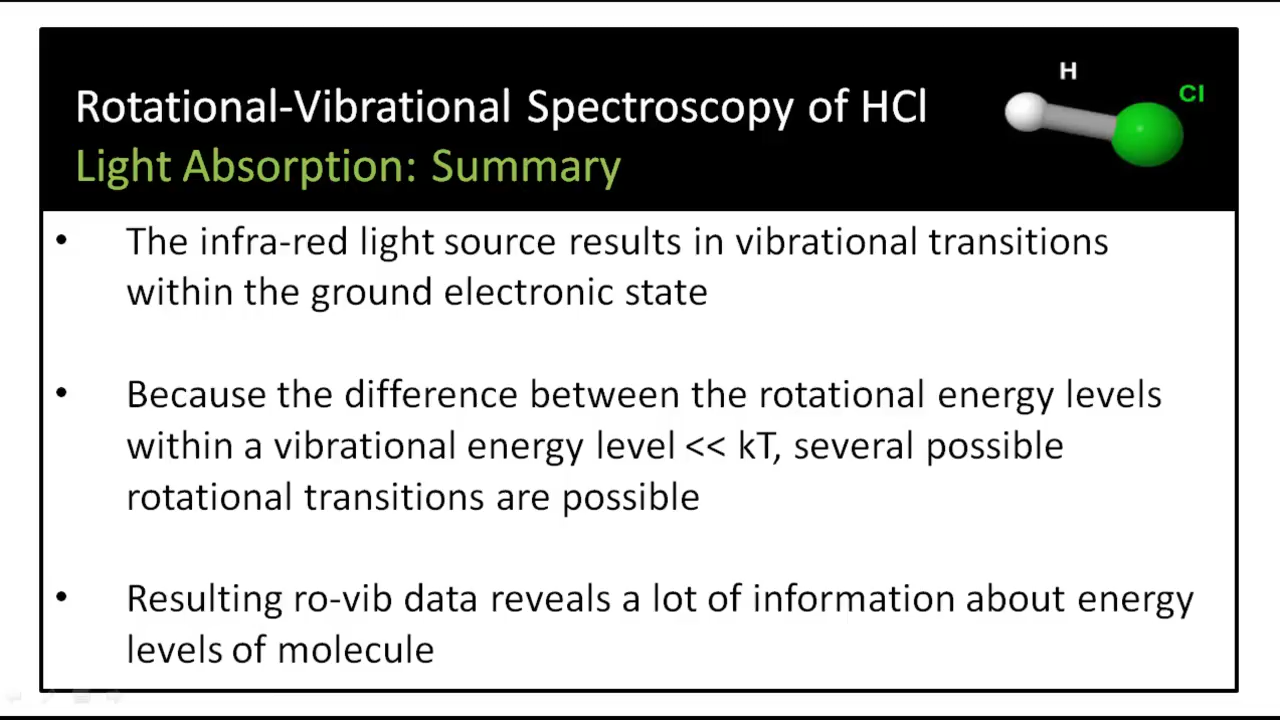 Rotational-Vibrational Spectroscopy of HCl
Light Absorption: Summary
H
Cl
• The infra-red light source results in vibrational transitions
within the ground electronic state
• Because the difference between the rotational energy levels
within a vibrational energy level << kT, several possible
rotational transitions are possible
• Resulting ro-vib data reveals a lot of information about energy
levels of molecule